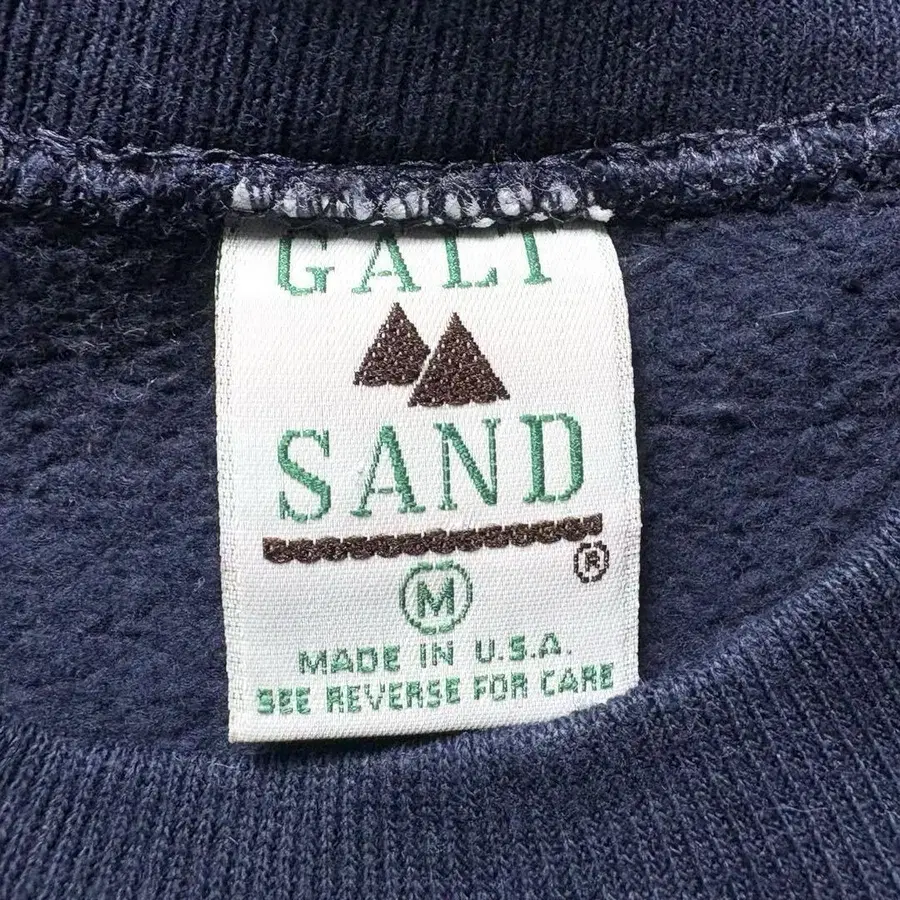 GALT
SAND
®
M
MADE IN U.S.A.
SEE REVERSE FOR CARE